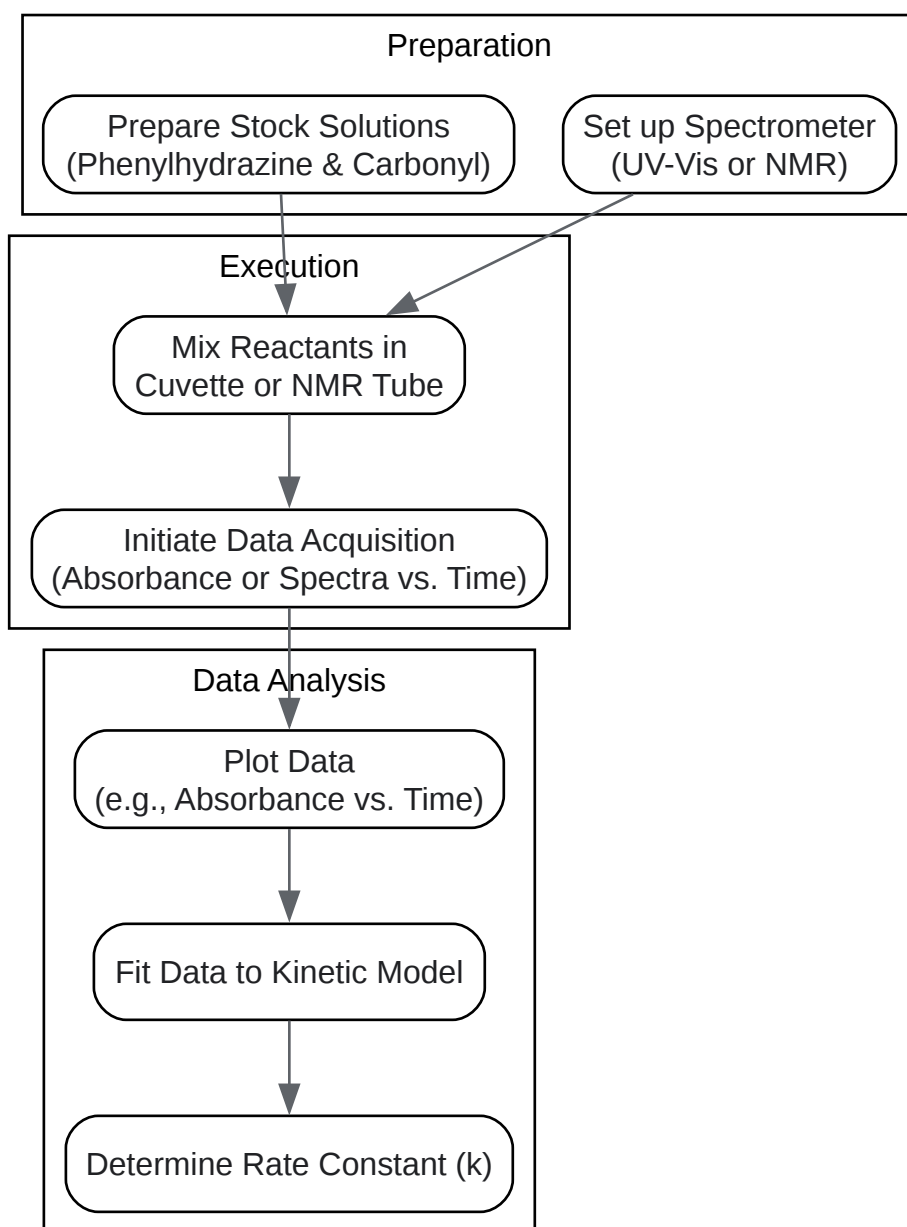 Preparation
Prepare Stock Solutions
(Phenylhydrazine & Carbonyl)
Set up Spectrometer
(UV-Vis or NMR)
Execution
Mix Reactants in
Cuvette or NMR Tube
Initiate Data Acquisition
(Absorbance or Spectra vs. Time)
Data Analysis
Plot Data
(e.g., Absorbance vs. Time)
Fit Data to Kinetic Model
Determine Rate Constant (k)